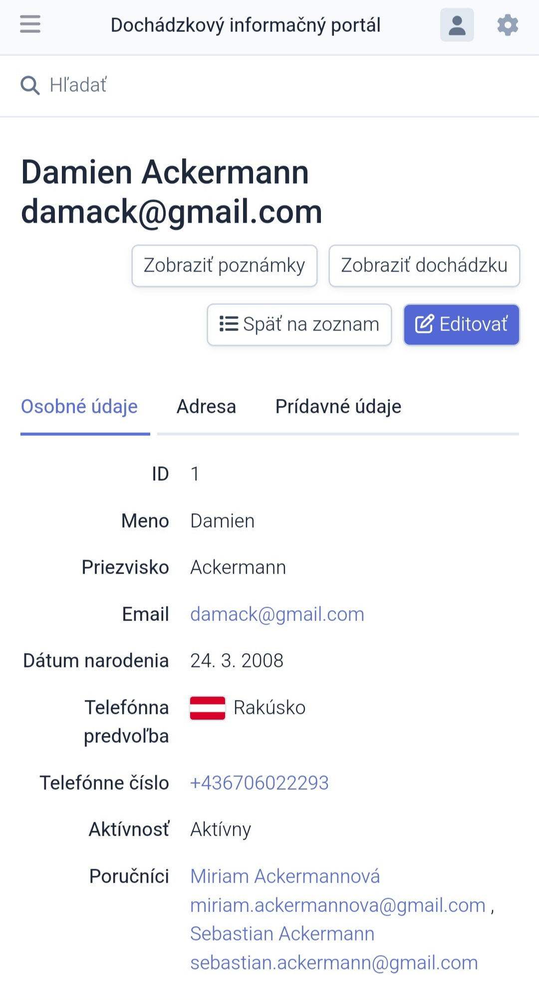 Dochádzkový informačný portál
Hľadať
Damien Ackermann
damack@gmail.com
Zobraziť poznámky
Zobraziť dochádzku
Späť na zoznam
Editovať
Osobné údaje
Adresa
Prídavné údaje
ID 1
Meno Damien
Priezvisko Ackermann
Email damack@gmail.com
Dátum narodenia 24. 3. 2008
Telefónna predvoľba Rakúsko
Telefónne číslo +436706022293
Aktívnosť Aktívny
Poručníci Miriam Ackermannová
miriam.ackermannova@gmail.com ,
Sebastian Ackermann
sebastian.ackermann@gmail.com